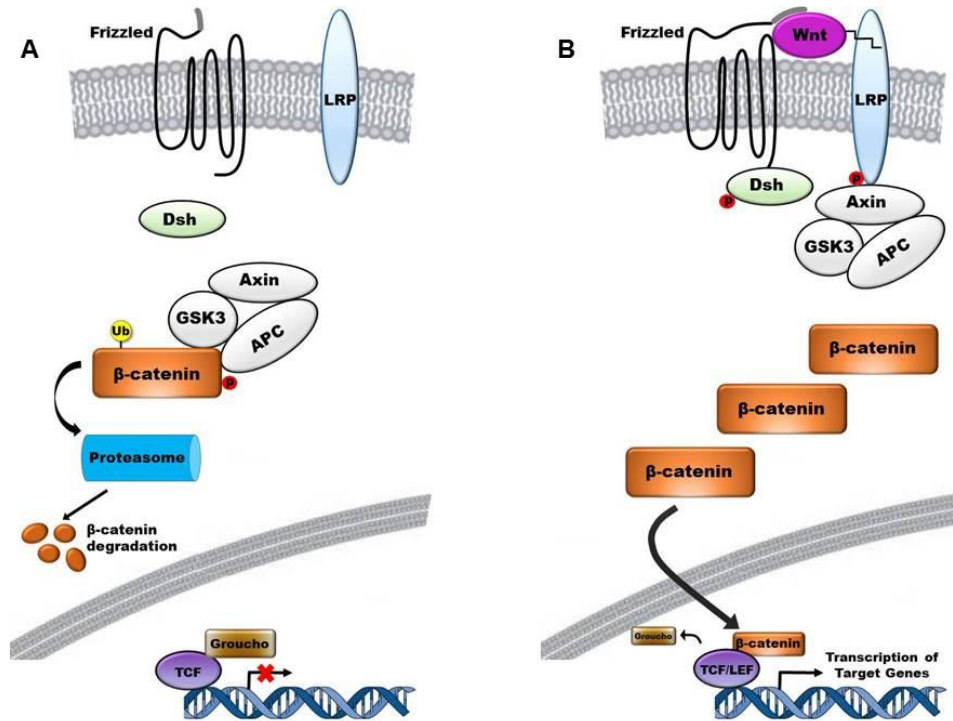 A
Frizzled
LRP
Dsh
Axin
GSK3
APC
Ub
β-catenin
P
Proteasome
β-catenin
degradation
Groucho
TCF
B
Frizzled
Wnt
LRP
P
Dsh
P
Axin
GSK3
APC
β-catenin
β-catenin
β-catenin
Groucho
β-catenin
TCF/LEF
Transcription of
Target Genes